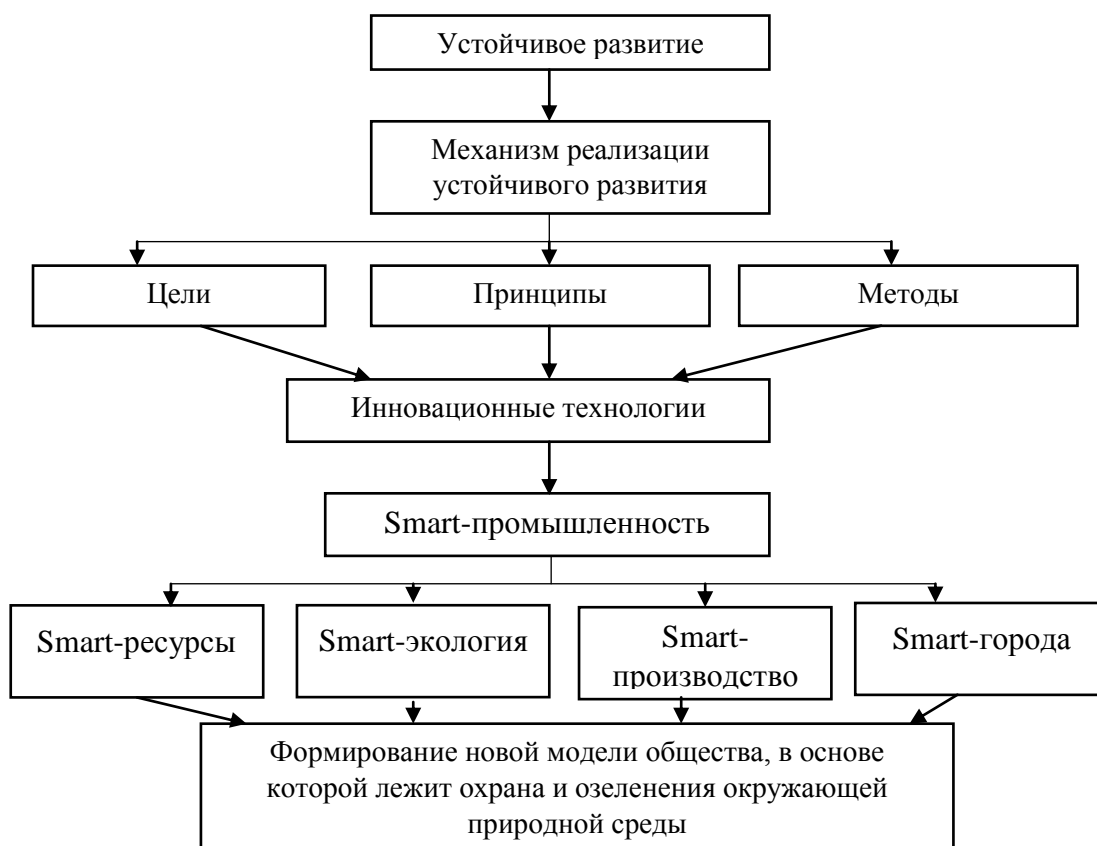 Устойчивое развитие
Механизм реализации
устойчивого развития
Цели
Принципы
Методы
Инновационные технологии
Smart-промышленность
Smart-ресурсы
Smart-экология
Smart-
производство
Smart-города
Формирование новой модели общества, в основе
которой лежит охрана и озеленения окружающей
природной среды